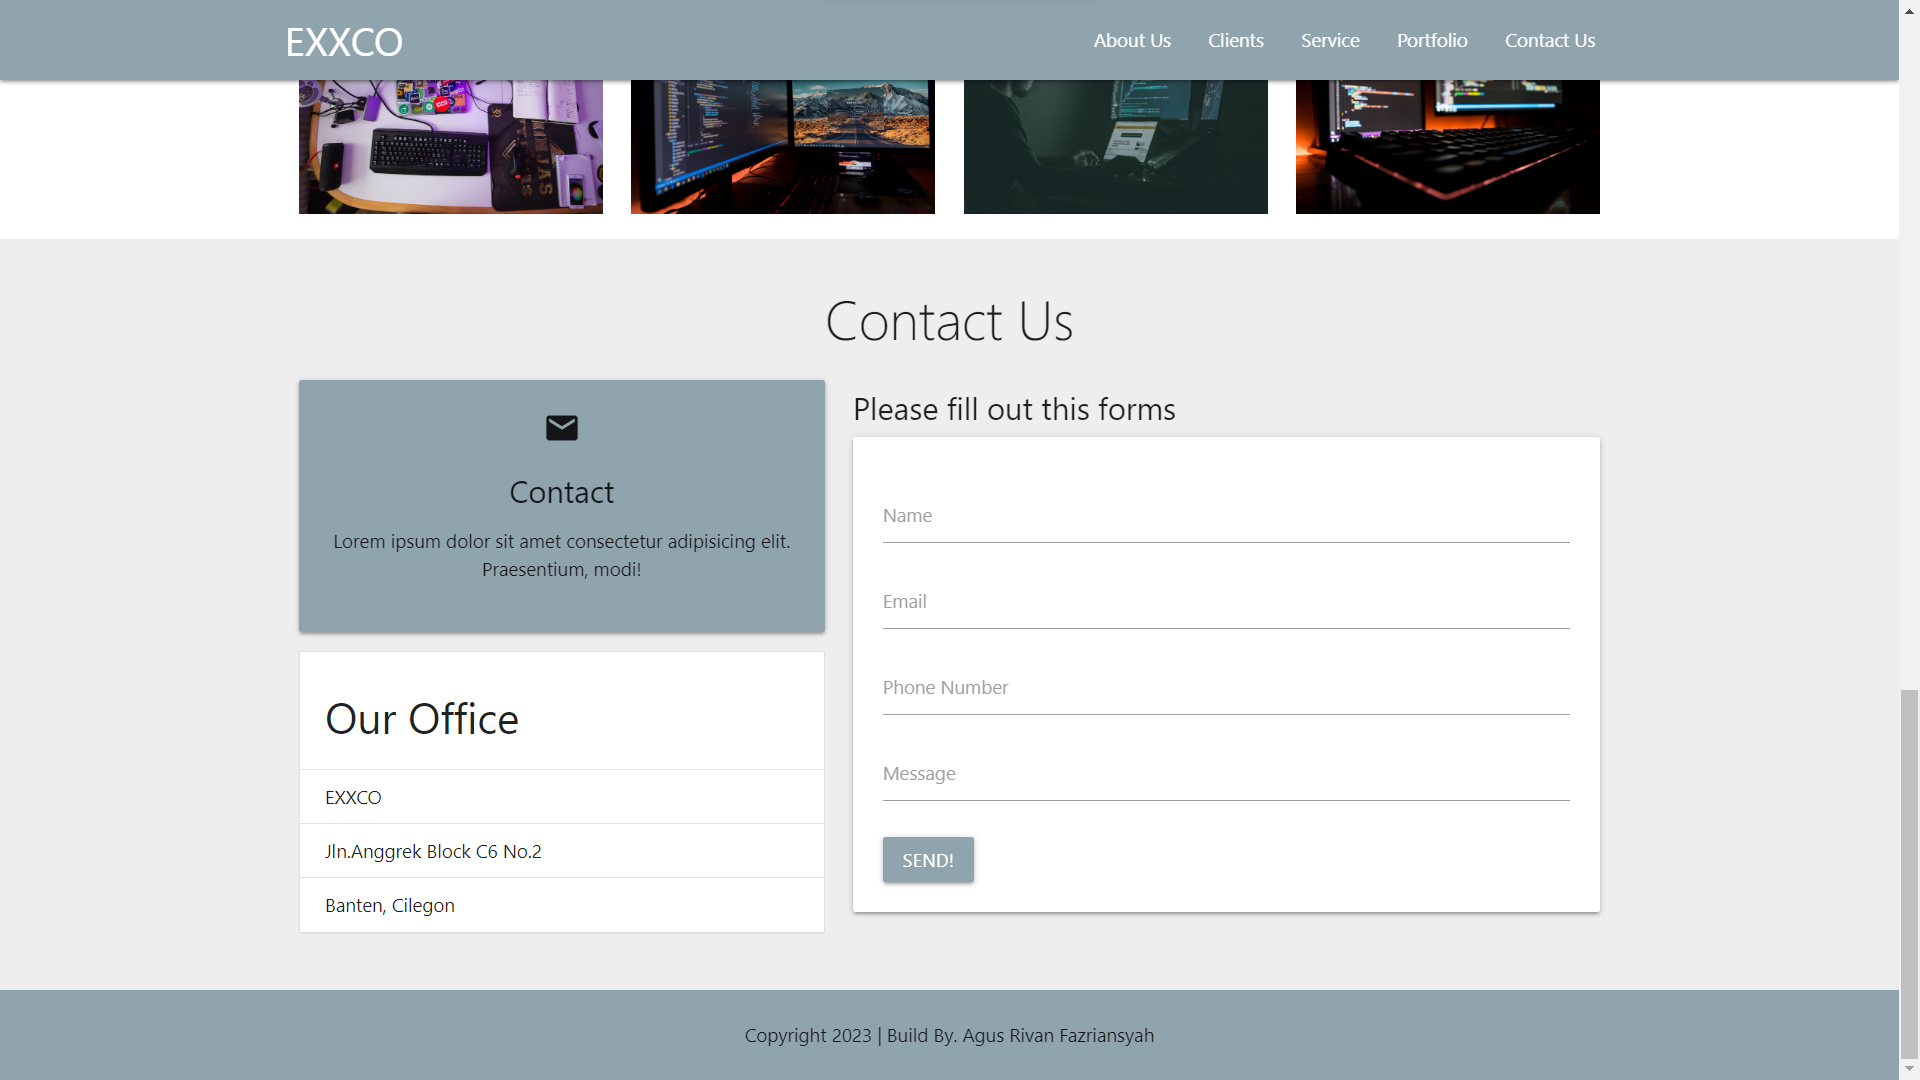 EXXCO
About Us
Clients
Service
Portfolio
Contact Us
Contact Us
Contact
Lorem ipsum dolor sit amet consectetur adipisicing elit.
Praesentium, modi!
Our Office
EXXCO
Jln.Anggrek Block C6 No.2
Banten, Cilegon
Please fill out this forms
Name
Email
Phone Number
Message
SEND!
Copyright 2023 | Build By. Agus Rivan Fazriansyah